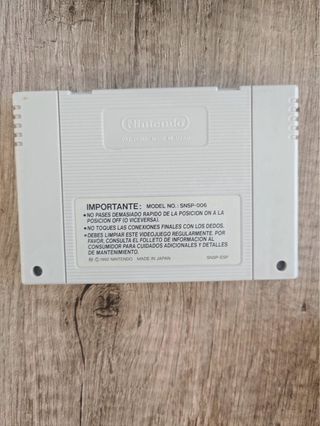 Nintendo
IMPORTANTE: MODEL NO.: SNSP-006
• NO PASES DEMASIADO RAPIDO DE LA POSICION ON A LA
POSICION OFF (O VICEVERSA).
• NO TOQUES LAS CONEXIONES FINALES CON LOS DEDOS.
• DEBES LIMPIAR ESTE VIDEOJUEGO REGULARMENTE. POR
FAVOR, CONSULTA EL FOLLETO DE INFORMACION AL
CONSUMIDOR PARA CUIDADOS ADICIONALES Y DETALLES
DE MANTENIMIENTO.
© 1992 NINTENDO MADE IN JAPAN SNSP-ESP